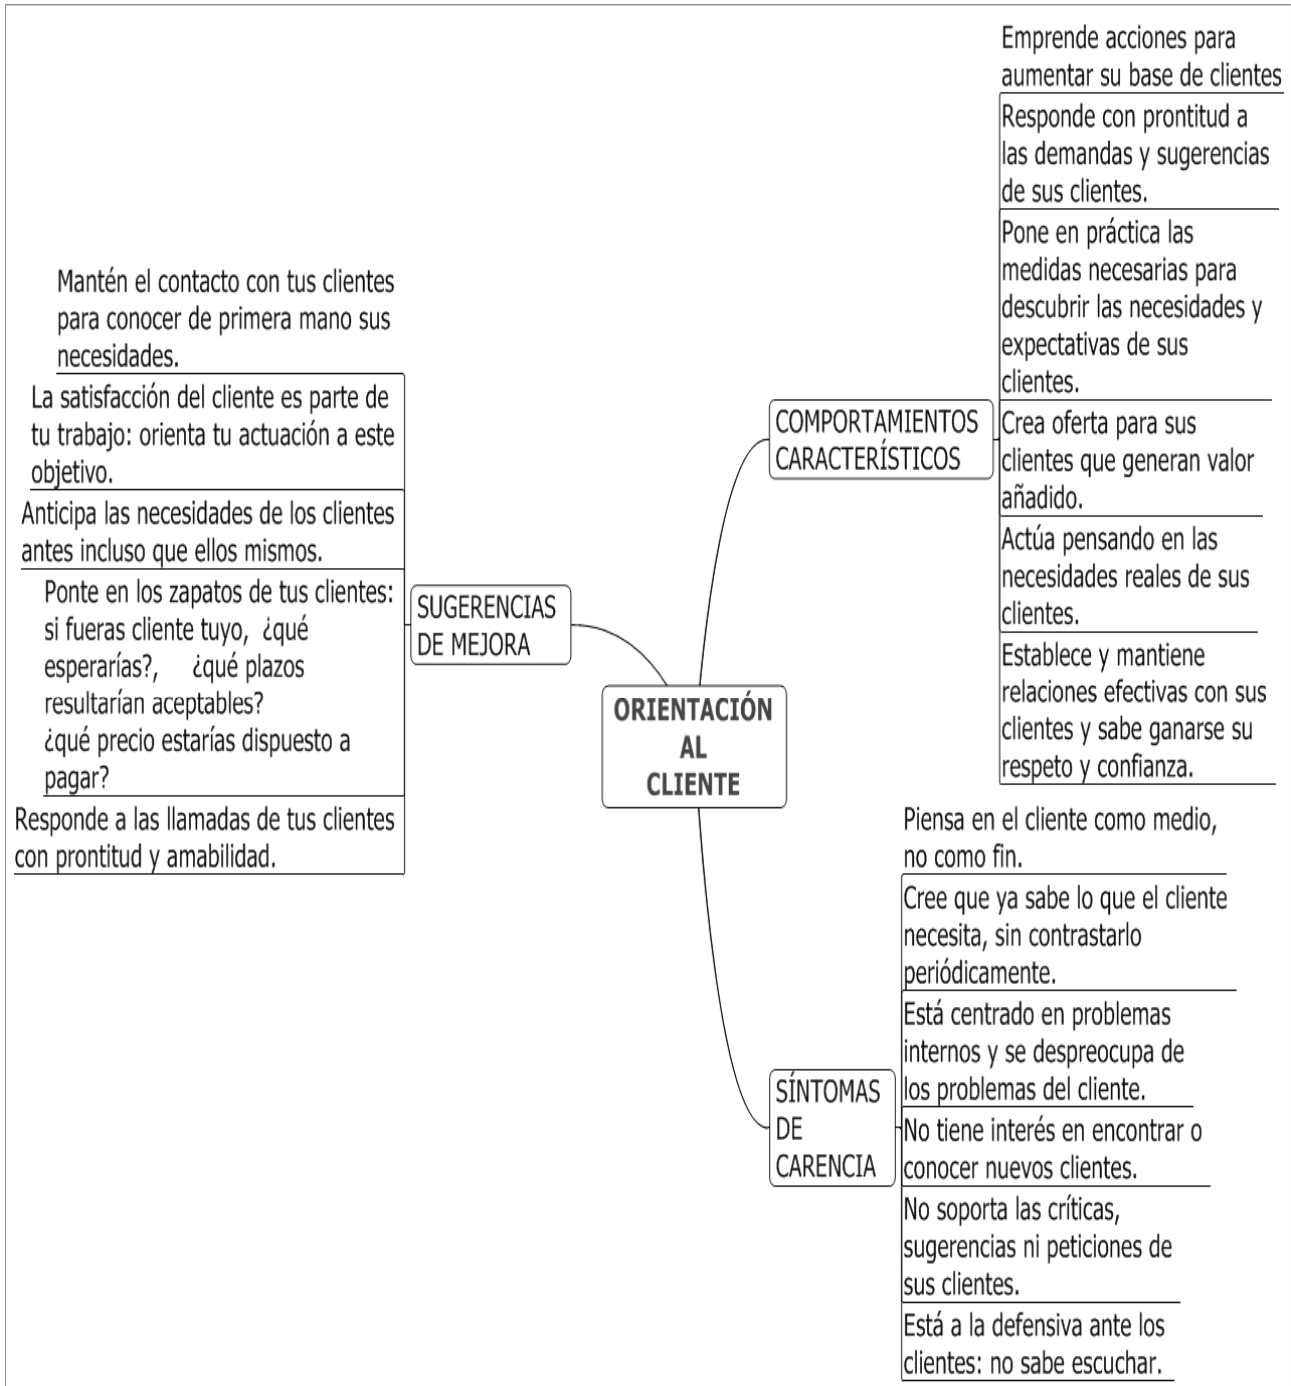 Emprende acciones para
aumentar su base de clientes
Responde con prontitud a
las demandas y sugerencias
de sus clientes.
Pone en práctica las
medidas necesarias para
descubrir las necesidades y
expectativas de sus
clientes.
COMPORTAMIENTOS
CARACTERÍSTICOS
Crea oferta para sus
clientes que generan valor
añadido.
Actúa pensando en las
necesidades reales de sus
clientes.
Establece y mantiene
relaciones efectivas con sus
clientes y sabe ganarse su
respeto y confianza.
Mantén el contacto con tus clientes
para conocer de primera mano sus
necesidades.
La satisfacción del cliente es parte de
tu trabajo: orienta tu actuación a este
objetivo.
Anticipa las necesidades de los clientes
antes incluso que ellos mismos.
Ponte en los zapatos de tus clientes:
si fueras cliente tuyo, ¿qué
esperarías?, ¿qué plazos
resultarían aceptables?
¿qué precio estarías dispuesto a
pagar?
Responde a las llamadas de tus clientes
con prontitud y amabilidad.
SUGERENCIAS
DE MEJORA
ORIENTACIÓN
AL
CLIENTE
Piensa en el cliente como medio,
no como fin.
Cree que ya sabe lo que el cliente
necesita, sin contrastarlo
periódicamente.
Está centrado en problemas
internos y se despreocupa de
los problemas del cliente.
SÍNTOMAS
DE
CARENCIA
No tiene interés en encontrar o
conocer nuevos clientes.
No soporta las críticas,
sugerencias ni peticiones de
sus clientes.
Está a la defensiva ante los
clientes: no sabe escuchar.